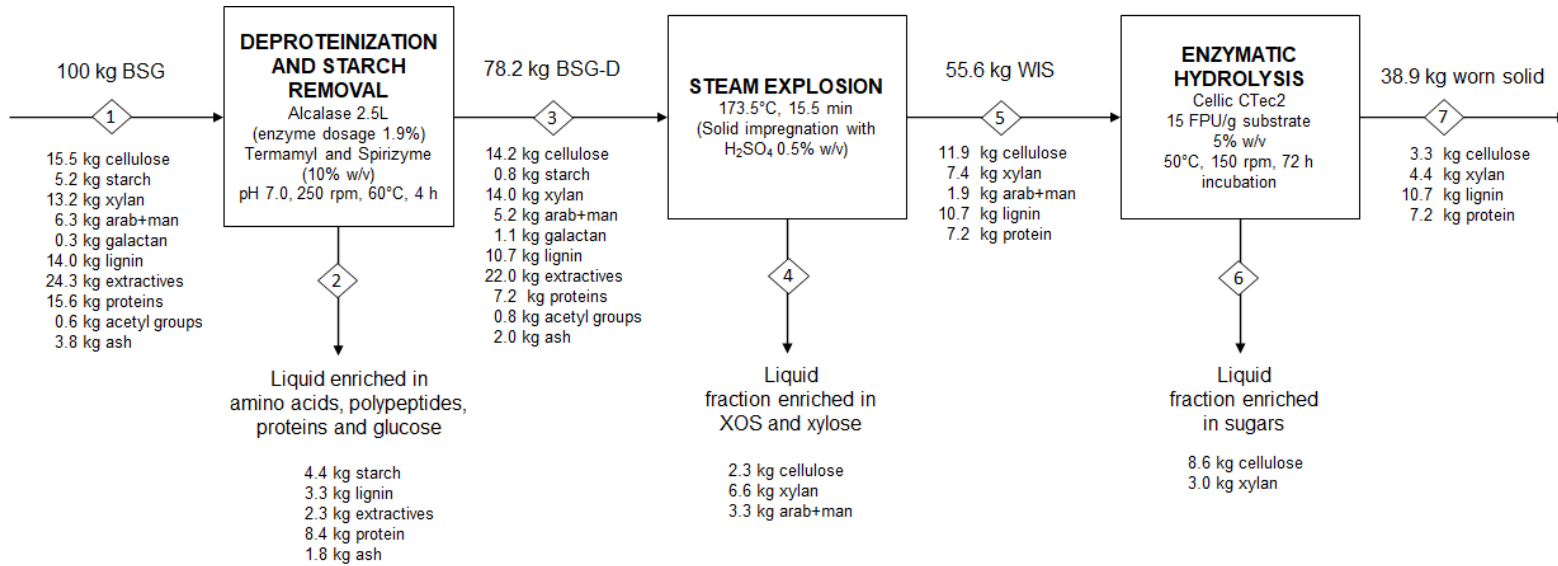 100 kg BSG
1
15.5 kg cellulose
5.2 kg starch
13.2 kg xylan
6.3 kg arab+man
0.3 kg galactan
14.0 kg lignin
24.3 kg extractives
15.6 kg proteins
0.6 kg acetyl groups
3.8 kg ash
DEPROTEINIZATION
AND STARCH
REMOVAL
Alcalase 2.5L
(enzyme dosage 1.9%)
Termamyl and Spirizyme
(10% w/v)
pH 7.0, 250 rpm, 60°C, 4 h
2
Liquid enriched in
amino acids, polypeptides,
proteins and glucose
4.4 kg starch
3.3 kg lignin
2.3 kg extractives
8.4 kg protein
1.8 kg ash
78.2 kg BSG-D
3
14.2 kg cellulose
0.8 kg starch
14.0 kg xylan
5.2 kg arab+man
1.1 kg galactan
10.7 kg lignin
22.0 kg extractives
7.2 kg proteins
0.8 kg acetyl groups
2.0 kg ash
STEAM EXPLOSION
173.5°C, 15.5 min
(Solid impregnation with
H₂SO₄ 0.5% w/v)
4
Liquid
fraction enriched in
XOS and xylose
2.3 kg cellulose
6.6 kg xylan
3.3 kg arab+man
55.6 kg WIS
5
11.9 kg cellulose
7.4 kg xylan
1.9 kg arab+man
10.7 kg lignin
7.2 kg protein
ENZYMATIC
HYDROLYSIS
Cellic CTec2
15 FPU/g substrate
5% w/v
50°C, 150 rpm, 72 h
incubation
6
Liquid
fraction enriched
in sugars
8.6 kg cellulose
3.0 kg xylan
38.9 kg worn solid
7
3.3 kg cellulose
4.4 kg xylan
10.7 kg lignin
7.2 kg protein